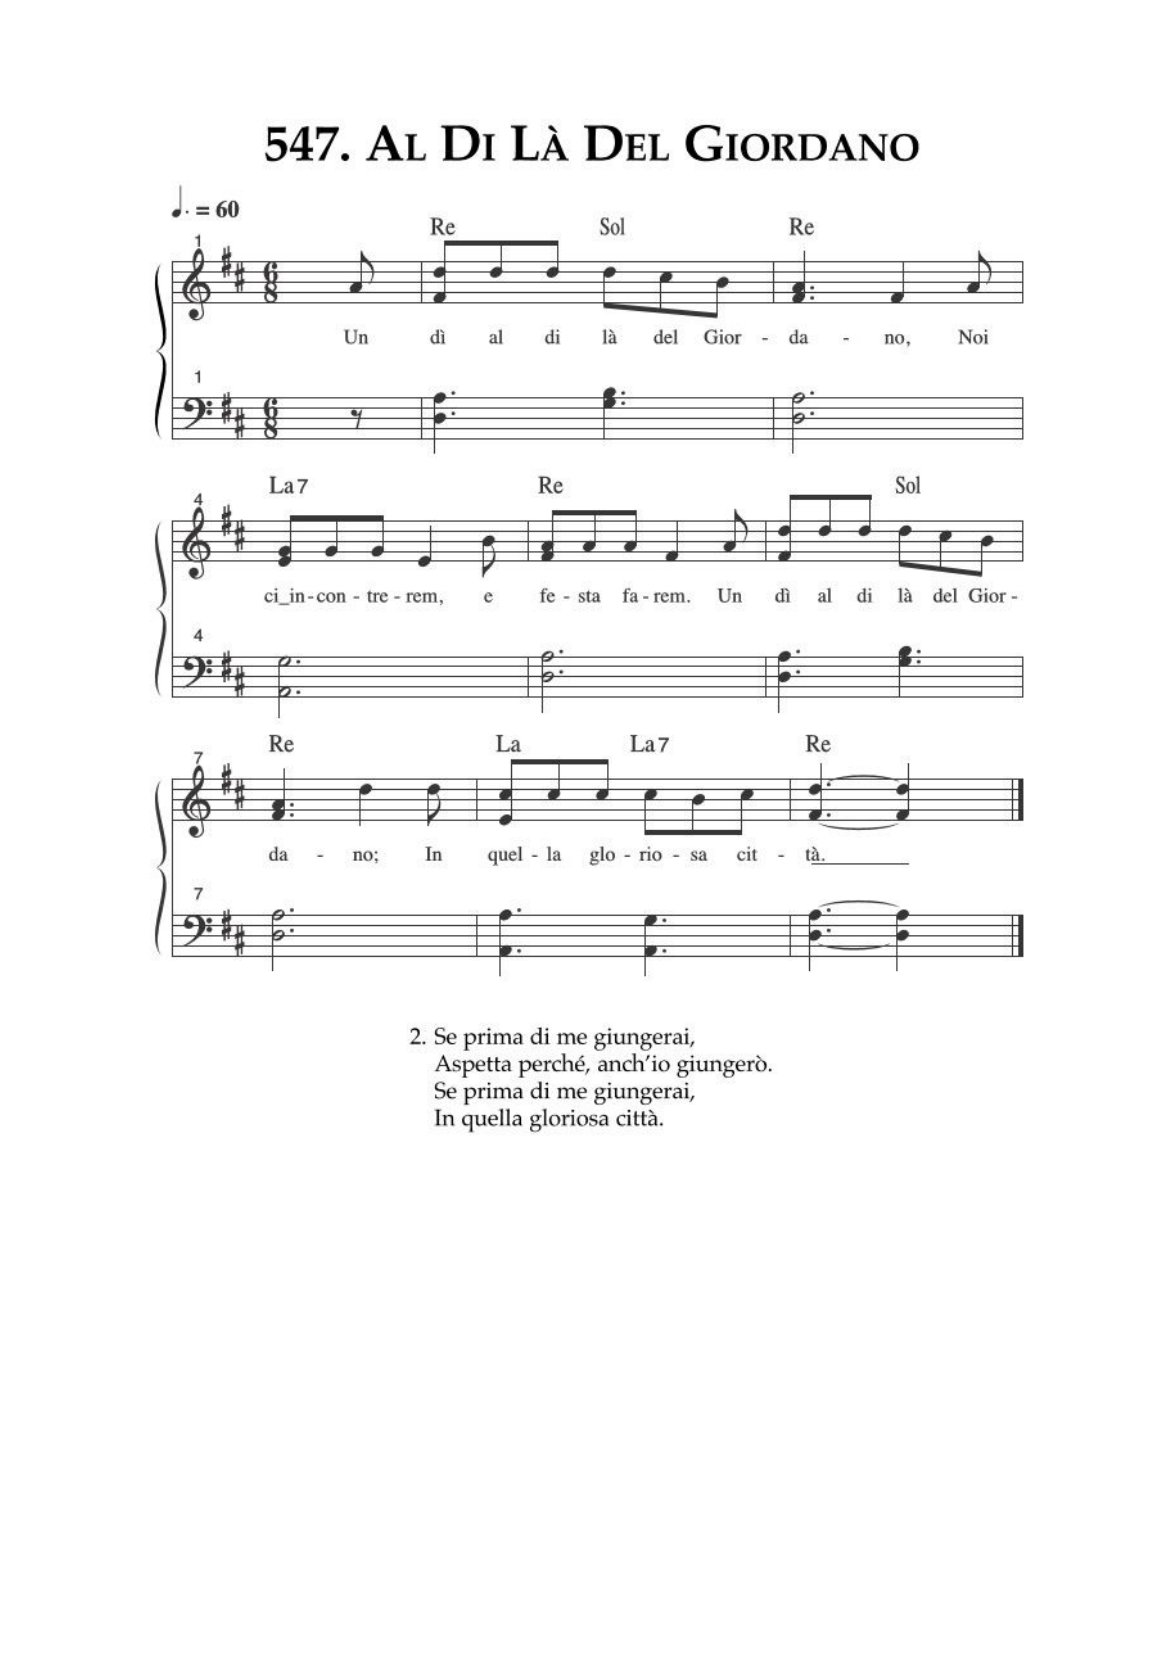 547. AL DI LÀ DEL GIORDANO
♩. = 60
Re Sol Re
1
6 8
Un dì al di là del Gior - da - no, Noi
1
6 8
La7 Re Sol
4
ci_in-con - tre - rem, e fe - sta fa - rem. Un dì al di là del Gior -
4
Re La La7 Re
7
da - no; In quel - la glo - rio - sa cit - tà.
7
2. Se prima di me giungerai,
Aspetta perché, anch'io giungerò.
Se prima di me giungerai,
In quella gloriosa città.